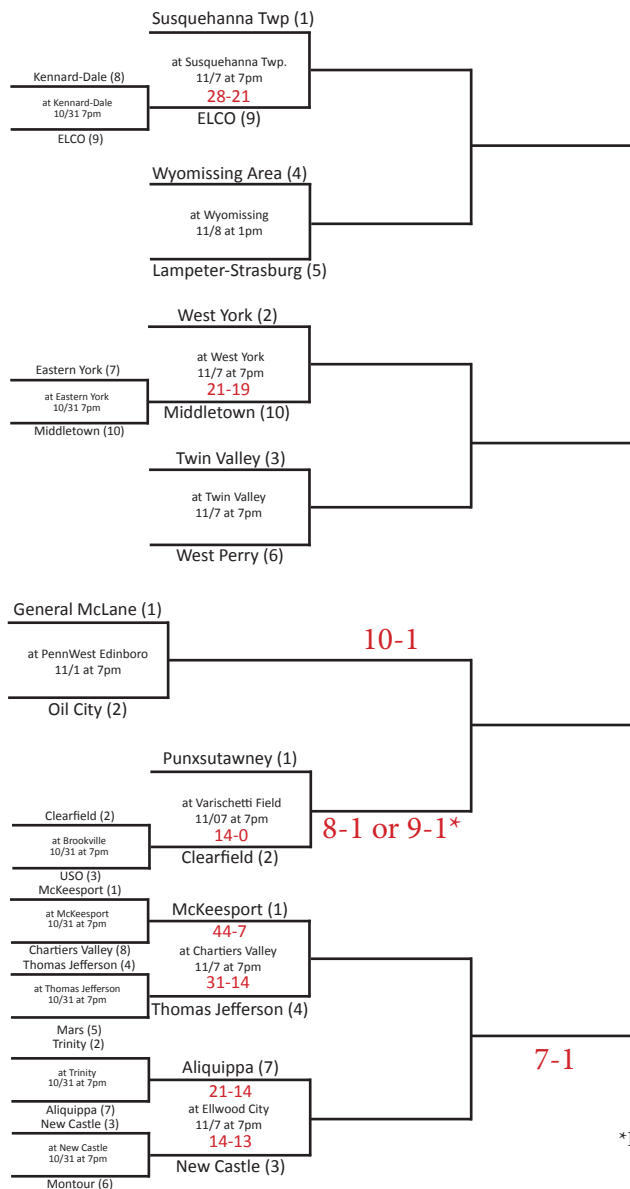 Susquehanna Twp (1)
at Susquehanna Twp.
11/7 at 7pm
28-21
ELCO (9)
Kennard-Dale (8)
at Kennard-Dale
10/31 7pm
ELCO (9)
Wyomissing Area (4)
at Wyomissing
11/8 at 1pm
Lampeter-Strasburg (5)
West York (2)
at West York
11/7 at 7pm
21-19
Middletown (10)
Eastern York (7)
at Eastern York
10/31 7pm
Middletown (10)
Twin Valley (3)
at Twin Valley
11/7 at 7pm
West Perry (6)
General McLane (1)
at PennWest Edinboro
11/1 at 7pm
Oil City (2)
10-1
Punxsutawney (1)
at Varischetti Field
11/07 at 7pm
14-0
Clearfield (2)
8-1 or 9-1*
Clearfield (2)
at Brookville
10/31 at 7pm
USO (3)
McKeesport (1)
at McKeesport
10/31 at 7pm
Chartiers Valley (8)
Thomas Jefferson (4)
at Thomas Jefferson
10/31 at 7pm
Mars (5)
McKeesport (1)
44-7
at Chartiers Valley
11/7 at 7pm
31-14
Thomas Jefferson (4)
Trinity (2)
at Trinity
10/31 at 7pm
Aliquippa (7)
New Castle (3)
at New Castle
10/31 at 7pm
Montour (6)
Aliquippa (7)
21-14
at Ellwood City
11/7 at 7pm
14-13
New Castle (3)
7-1